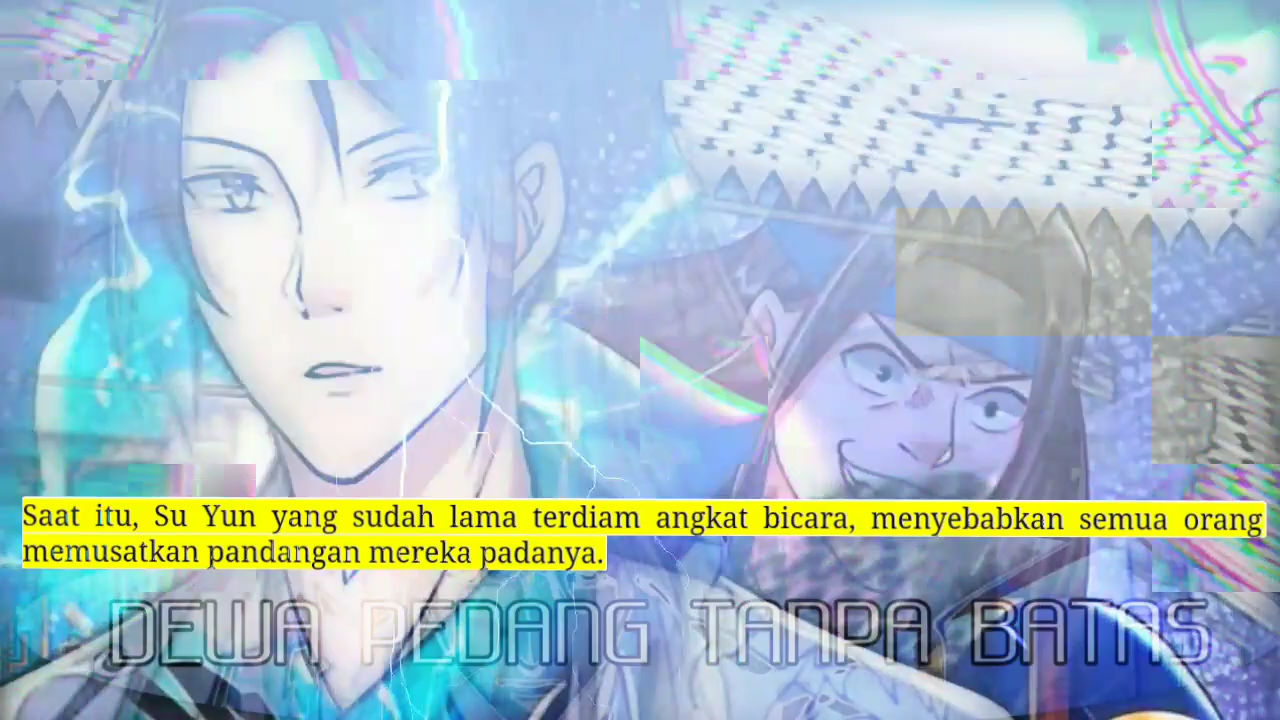 Saat itu, Su Yun yang sudah lama terdiam angkat bicara, menyebabkan semua orang
memusatkan pandangan mereka padanya.
DEWA PEDANG TANPA BATAS